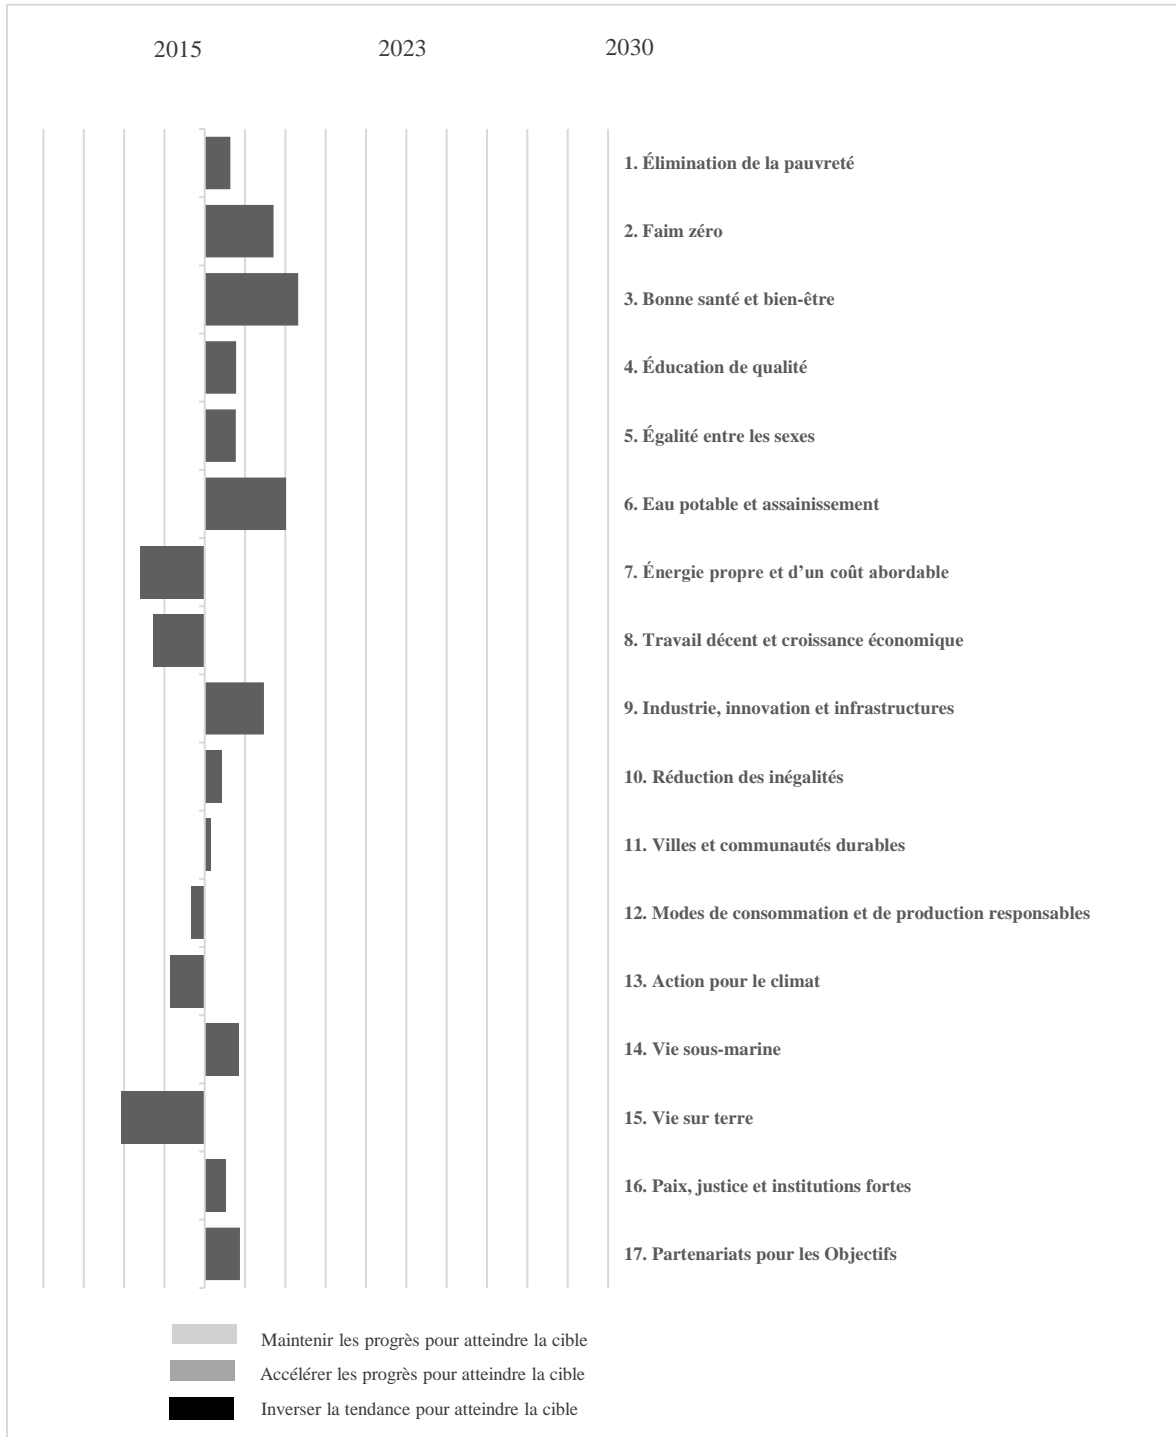 2015 2023 2030
1. Élimination de la pauvreté
2. Faim zéro
3. Bonne santé et bien-être
4. Éducation de qualité
5. Égalité entre les sexes
6. Eau potable et assainissement
7. Énergie propre et d’un coût abordable
8. Travail décent et croissance économique
9. Industrie, innovation et infrastructures
10. Réduction des inégalités
11. Villes et communautés durables
12. Modes de consommation et de production responsables
13. Action pour le climat
14. Vie sous-marine
15. Vie sur terre
16. Paix, justice et institutions fortes
17. Partenariats pour les Objectifs
Maintenir les progrès pour atteindre la cible
Accélérer les progrès pour atteindre la cible
Inverser la tendance pour atteindre la cible